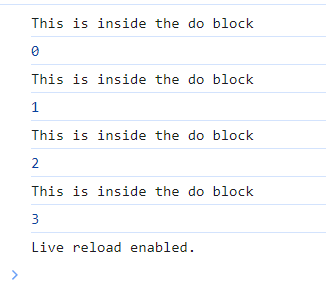 This is inside the do block
0
This is inside the do block
1
This is inside the do block
2
This is inside the do block
3
Live reload enabled.
>